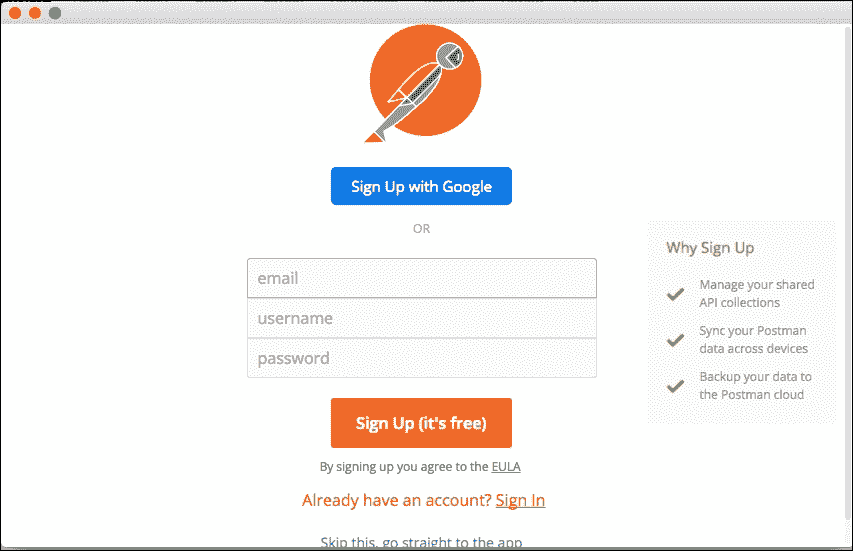 Sign Up with Google
OR
email
username
password
Sign Up (it's free)
By signing up you agree to the EULA
Already have an account? Sign In
Skip this, go straight to the app
Why Sign Up
Manage your shared
API collections
Sync your Postman
data across devices
Backup your data to
the Postman cloud